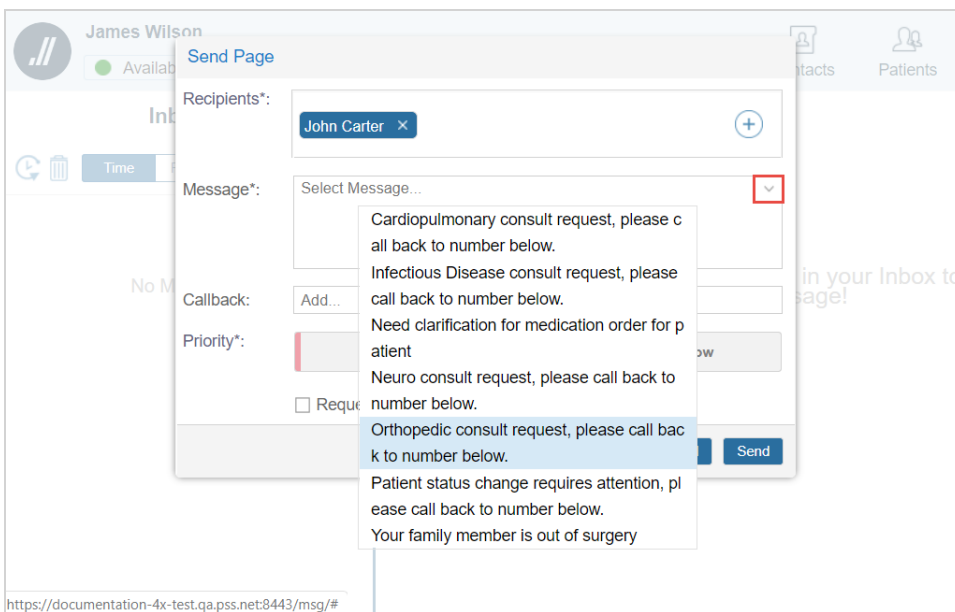 James Wilson
Availab
Send Page
tacts
Patients
Recipients*:
John Carter ×
Inb
Time
Message*:
Select Message...
Cardiopulmonary consult request, please c
all back to number below.
Infectious Disease consult request, please
call back to number below.
Need clarification for medication order for p
atient
Neuro consult request, please call back to
number below.
Orthopedic consult request, please call bac
k to number below.
Patient status change requires attention, pl
ease call back to number below.
Your family member is out of surgery
No M
in your Inbox to
sage!
Callback:
Add...
Priority*:
ow
Reque
Send
https://documentation-4x-test.qa.pss.net:8443/msg/#